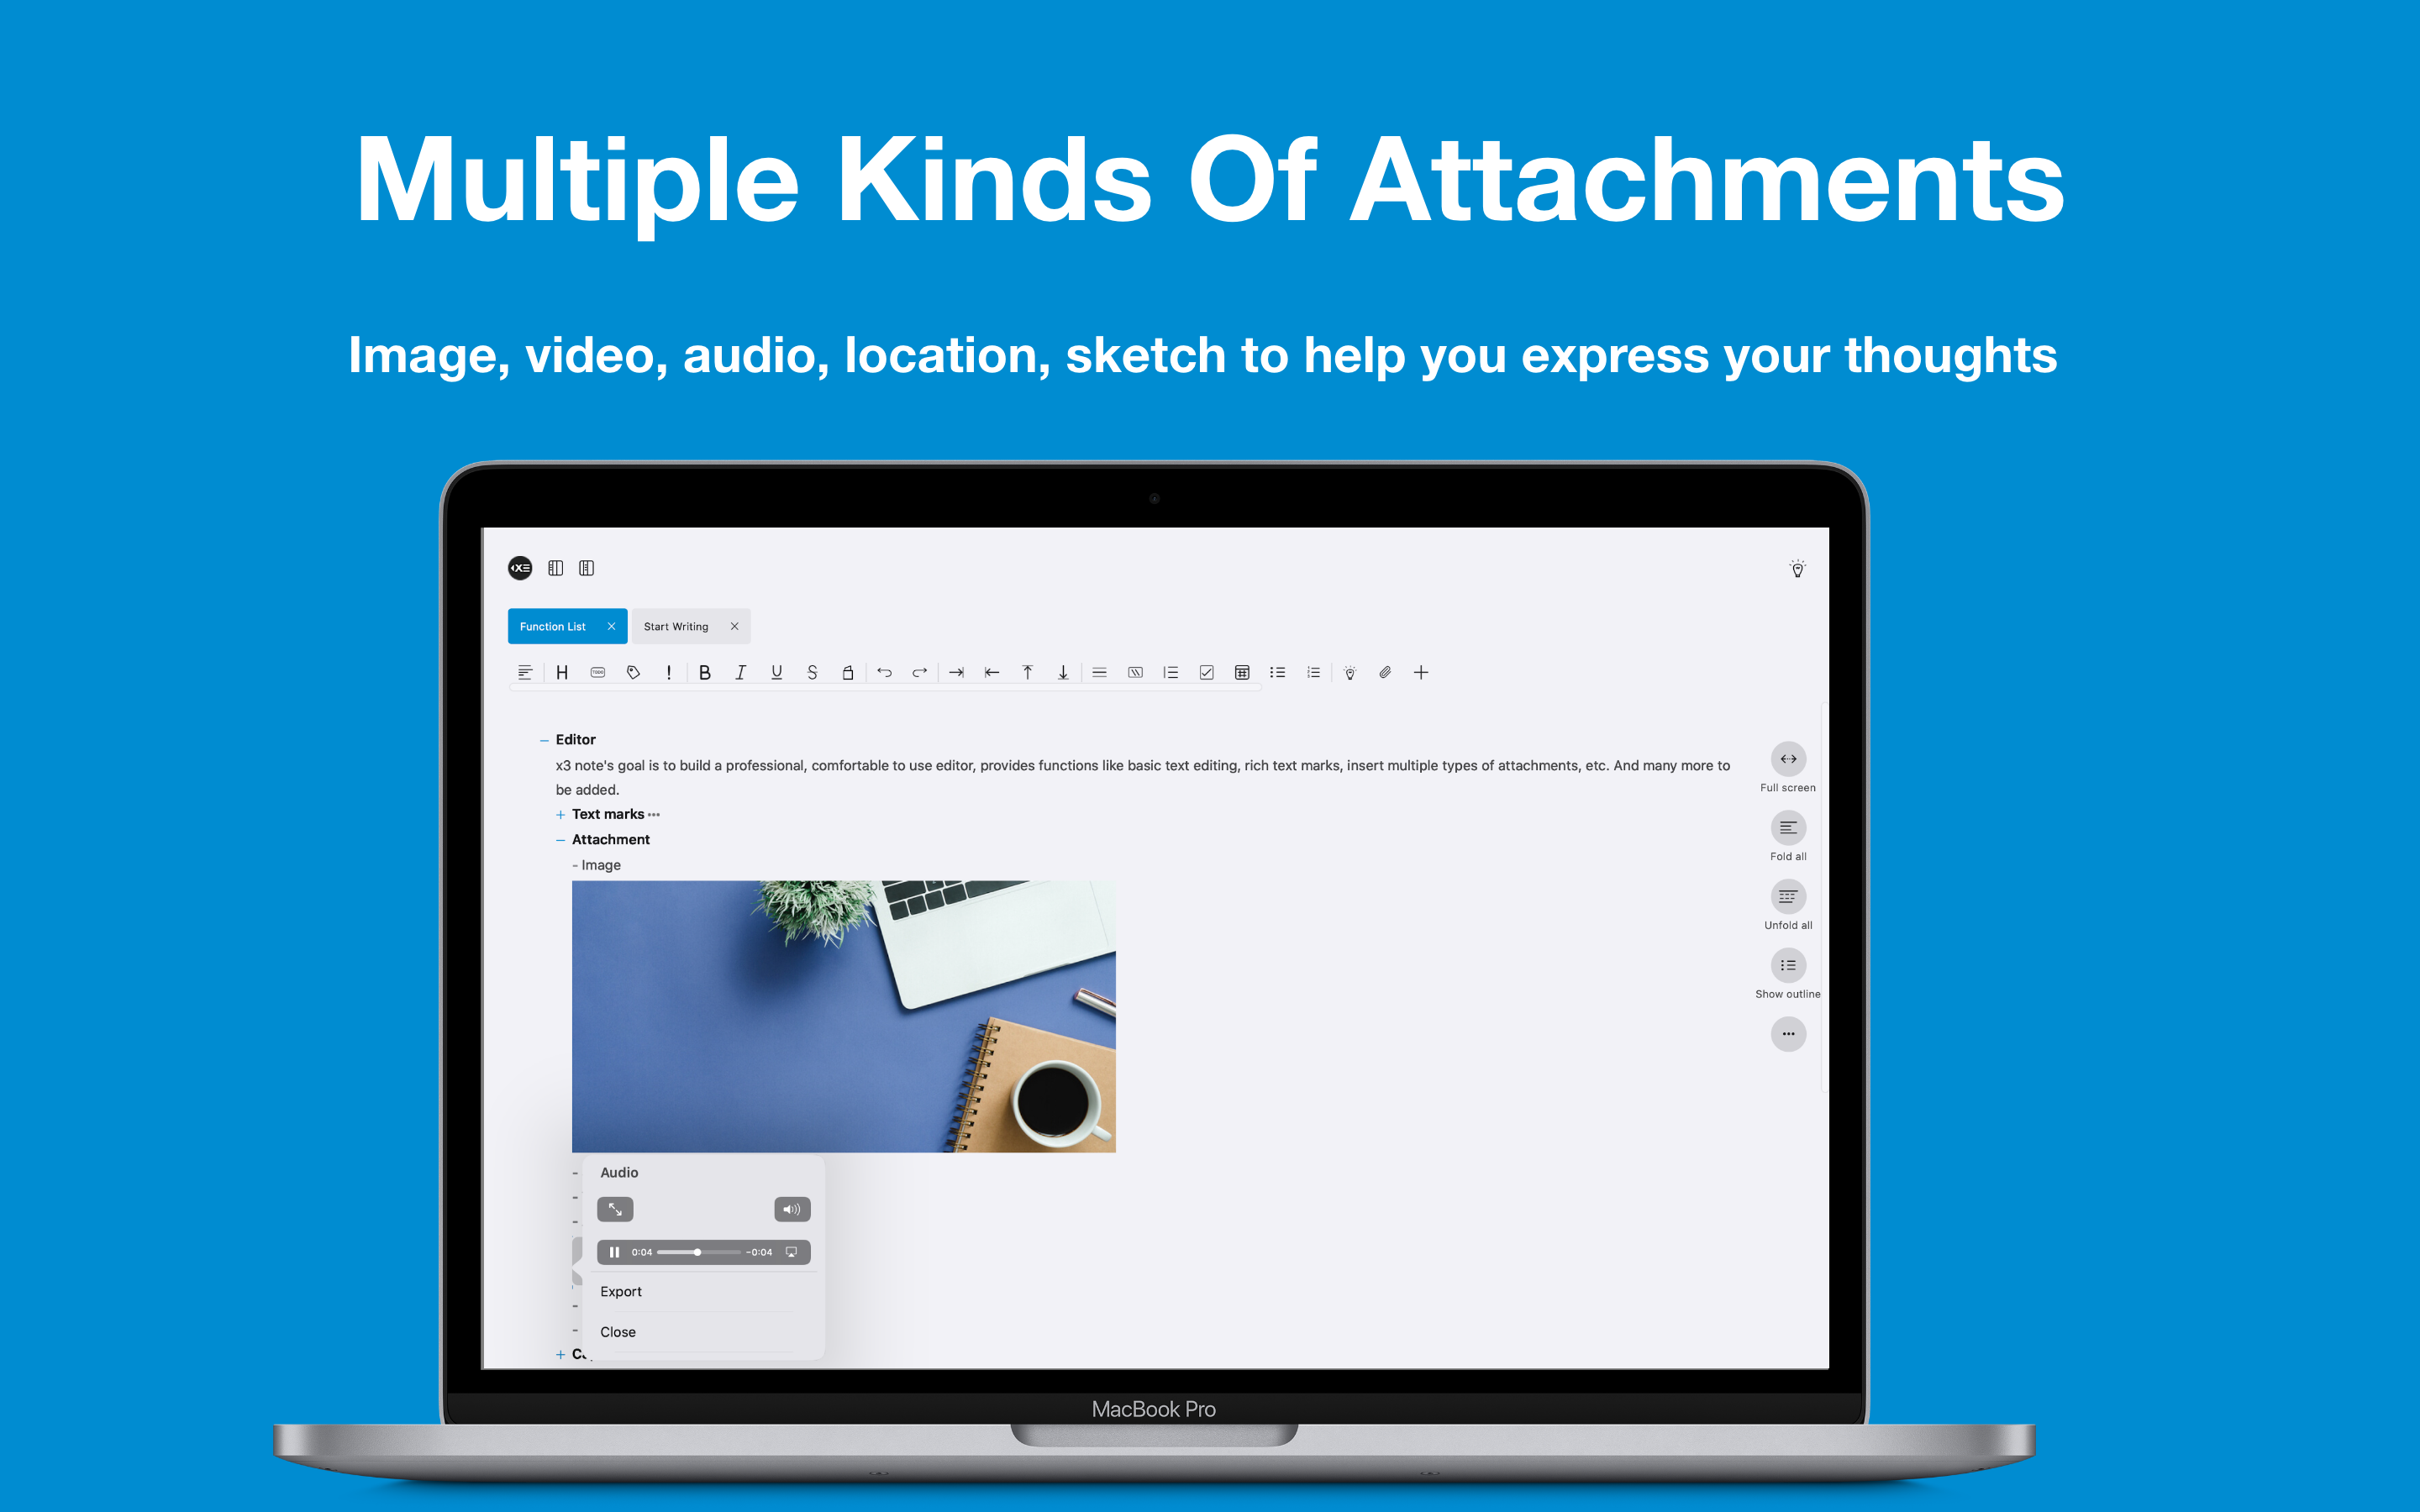 Multiple Kinds Of Attachments
Image, video, audio, location, sketch to help you express your thoughts
Function List
Start Writing
H
TODO
!
B
I
U
S
Editor
x3 note's goal is to build a professional, comfortable to use editor, provides functions like basic text editing, rich text marks, insert multiple types of attachments, etc. And many more to
be added.
Text marks •••
Attachment
- Image
Full screen
Fold all
Unfold all
Show outline
Audio
0:04
-0:04
Export
Close
MacBook Pro